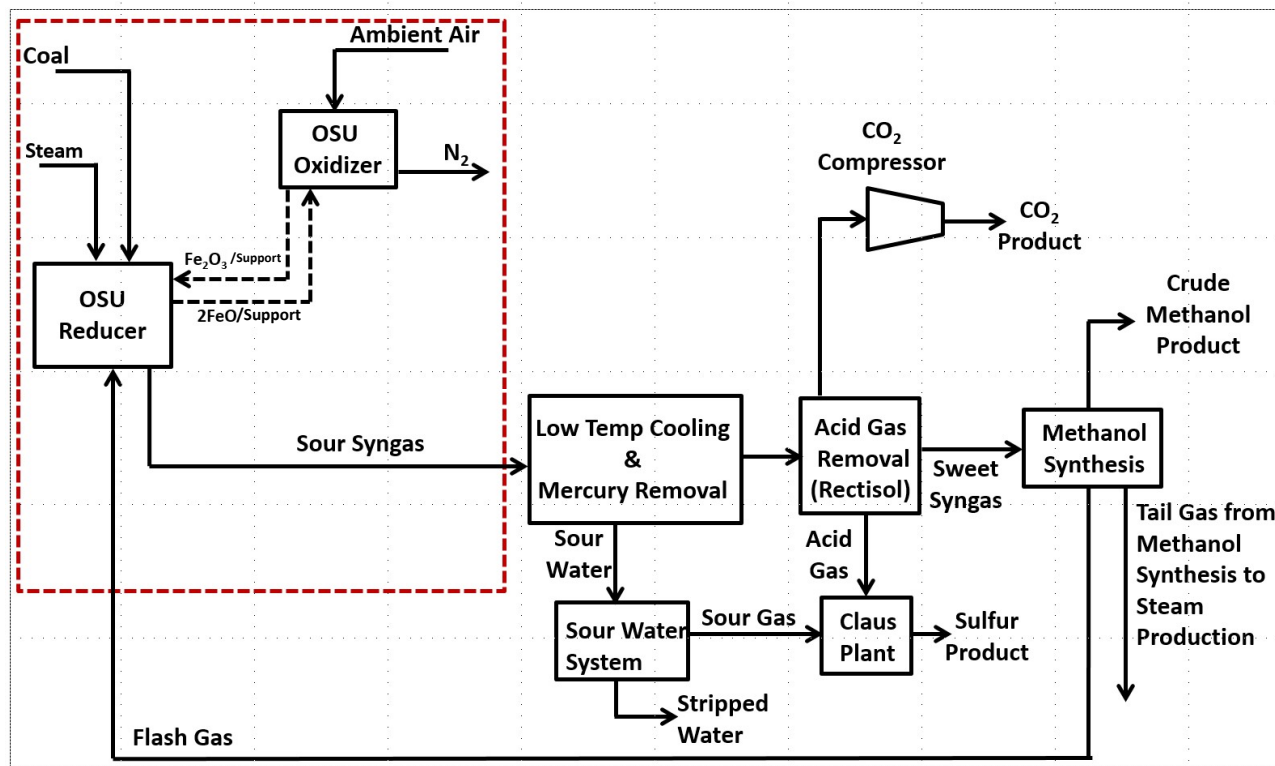 Ambient Air
Coal
OSU
Oxidizer
N₂
Steam
Fe₂O₃ /Support
2FeO/Support
OSU
Reducer
CO₂
Compressor
CO₂
Product
Crude
Methanol
Product
Sour Syngas
Low Temp Cooling
&
Mercury Removal
Acid Gas
Removal
(Rectisol)
Sweet
Syngas
Methanol
Synthesis
Sour
Water
Acid
Gas
Tail Gas from
Methanol
Synthesis to
Steam
Production
Sour Water
System
Sour Gas
Claus
Plant
Sulfur
Product
Stripped
Water
Flash Gas